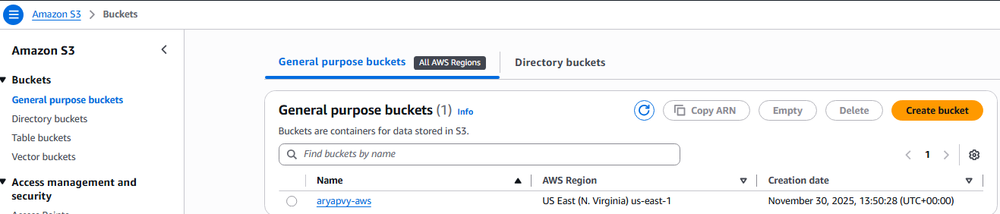 Amazon S3 > Buckets
Amazon S3
Buckets
General purpose buckets
Directory buckets
Table buckets
Vector buckets
Access management and
security
General purpose buckets All AWS Regions Directory buckets
General purpose buckets (1) Info
Copy ARN Empty Delete Create bucket
Buckets are containers for data stored in S3.
Find buckets by name
1
Name AWS Region Creation date
aryapvy-aws US East (N. Virginia) us-east-1 November 30, 2025, 13:50:28 (UTC+00:00)